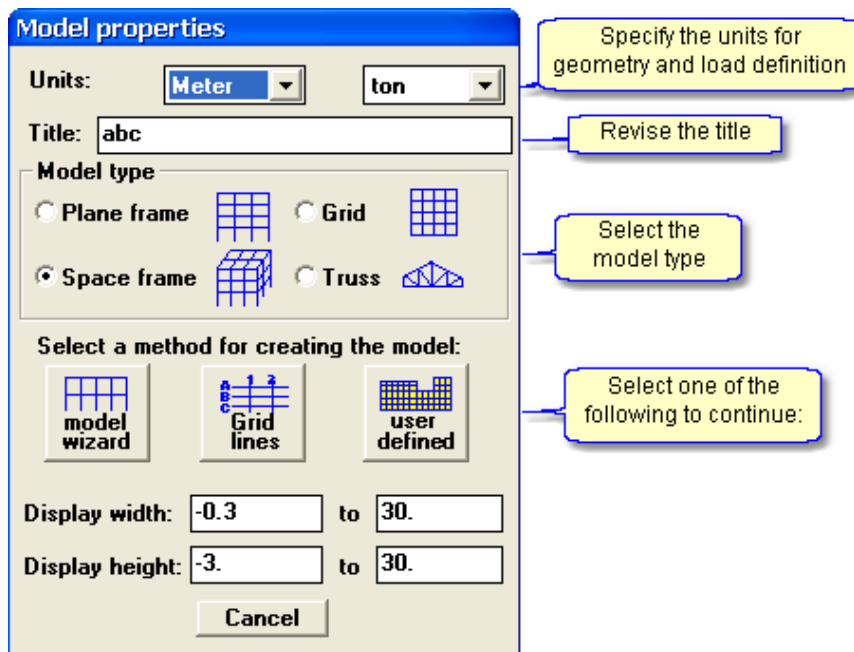 Model properties
Specify the units for
geometry and load definition
Units: Meter ton
Title: abc
Revise the title
Model type
Plane frame Grid
Space frame Truss
Select the
model type
Select a method for creating the model:
model
wizard
A B C 1 2
Grid
lines
user
defined
Select one of the
following to continue:
Display width: -0.3 to 30.
Display height: -3. to 30.
Cancel